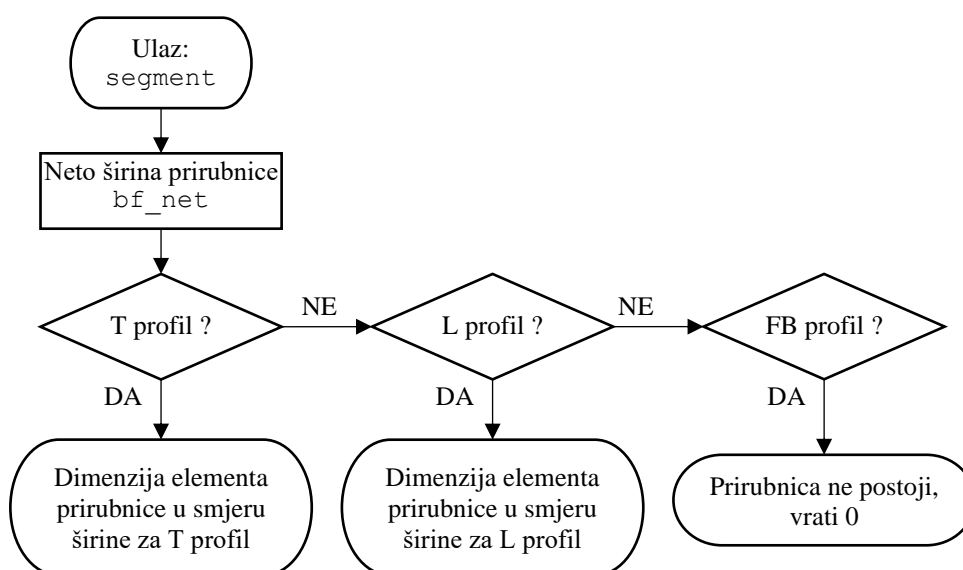 Ulaz:
segment
Neto širina prirubnice
bf_net
T profil ?
NE
L profil ?
NE
FB profil ?
DA
DA
DA
Dimenzija elementa
prirubnice u smjeru
širine za T profil
Dimenzija elementa
prirubnice u smjeru
širine za L profil
Prirubnica ne postoji,
vrati 0